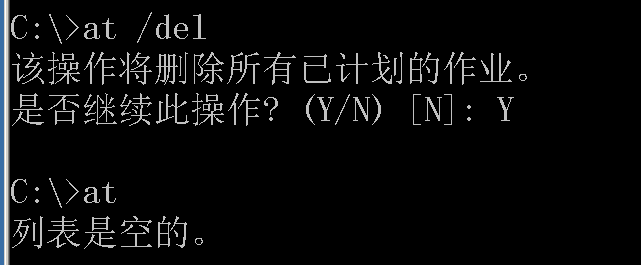 C:\>at /del
该操作将删除所有已计划的作业。
是否继续此操作? (Y/N) [N]: Y
C:\>at
列表是空的。